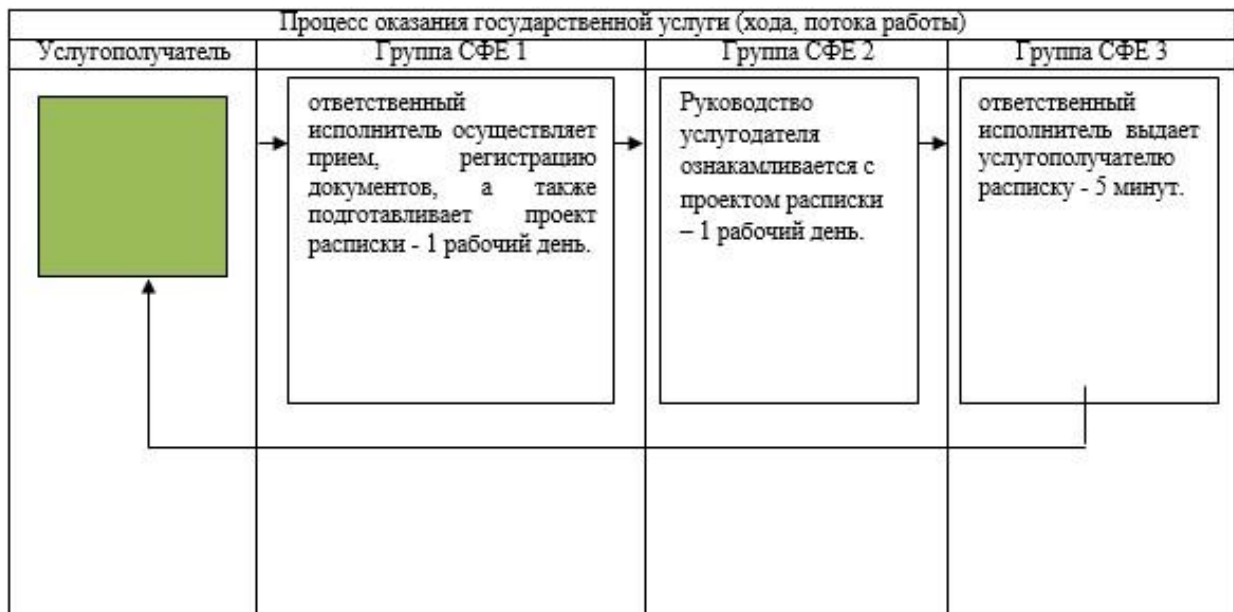 Процесс оказания государственной услуги (хода, потока работы)
Услугополучатель
Группа СФЕ 1
Группа СФЕ 2
Группа СФЕ 3
ответственный
исполнитель осуществляет
прием, регистрацию
документов, а также
подготавливает проект
расписки - 1 рабочий день.
Руководство
услугодателя
ознакамливается с
проектом расписки
– 1 рабочий день.
ответственный
исполнитель выдает
услугополучателю
расписку - 5 минут.